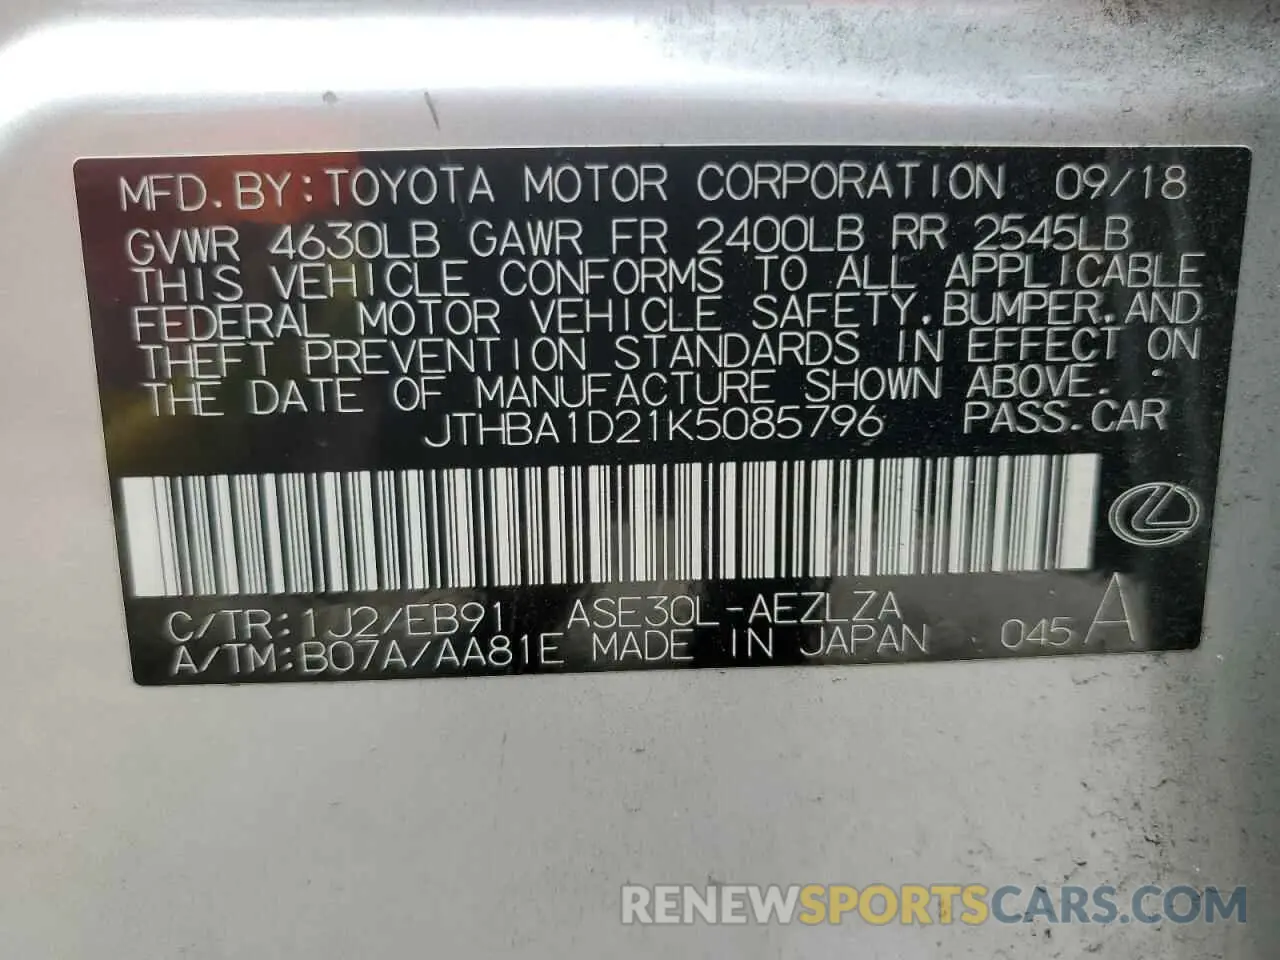 MFD. BY: TOYOTA MOTOR CORPORATION 09/18
GVWR 4630LB GAWR FR 2400LB RR 2545LB
THIS VEHICLE CONFORMS TO ALL APPLICABLE
FEDERAL MOTOR VEHICLE SAFETY, BUMPER, AND
THEFT PREVENTION STANDARDS IN EFFECT ON
THE DATE OF MANUFACTURE SHOWN ABOVE.
JTHBA1D21K5085796 PASS. CAR
C/TR: 1J2/EB91 ASE30L-AEZLZA
A/TM: B07A/AA81E MADE IN JAPAN 045 A
RENEWSPORTSCARS.COM